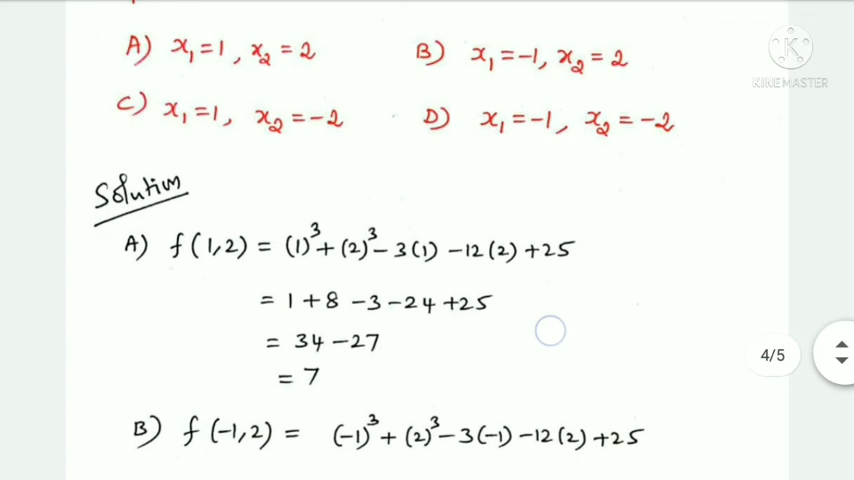 A) x₁ = 1, x₂ = 2
B) x₁ = -1, x₂ = 2
K
KINEMASTER
C) x₁ = 1, x₂ = -2
D) x₁ = -1, x₂ = -2
Solution
A) f(1,2) = (1)³ + (2)³ - 3(1) - 12(2) + 25
= 1 + 8 - 3 - 24 + 25
= 34 - 27
= 7
4/5
B) f(-1,2) = (-1)³ + (2)³ - 3(-1) - 12(2) + 25